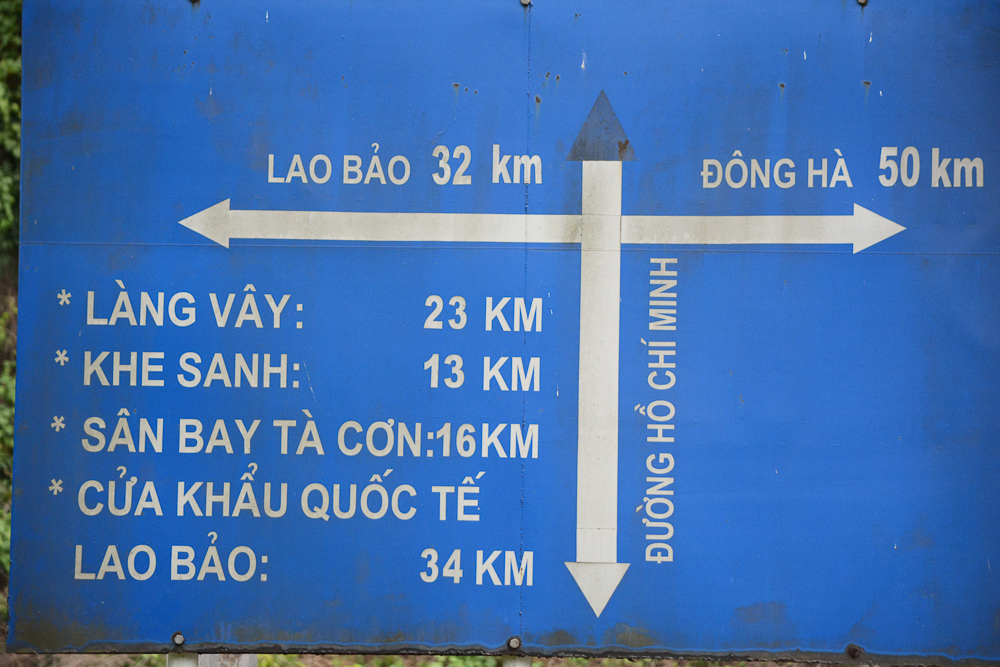 LAO BẢO 32 km
ĐÔNG HÀ 50 km
* LÀNG VÂY: 23 KM
* KHE SANH: 13 KM
* SÂN BAY TÀ CƠN:16KM
* CỬA KHẨU QUỐC TẾ
LAO BẢO: 34 KM
ĐƯỜNG HỒ CHÍ MINH